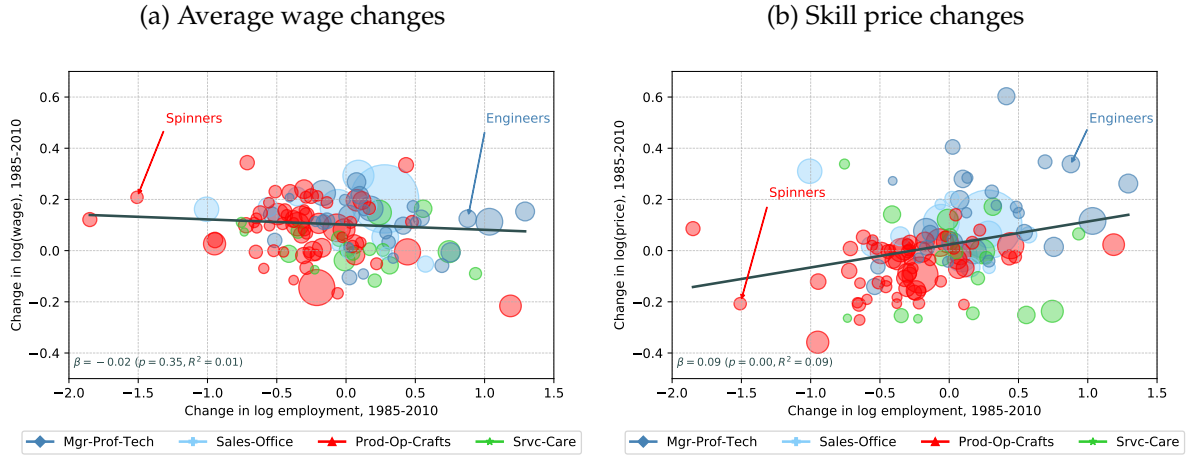 (a) Average wage changes
0.6
0.4
0.2
0.0
−0.2
−0.4
Change in log(wage), 1985-2010
Spinners
Engineers
β = −0.02 (p = 0.35, R² = 0.01)
−2.0 −1.5 −1.0 −0.5 0.0 0.5 1.0 1.5
Change in log employment, 1985-2010
Mgr-Prof-Tech Sales-Office Prod-Op-Crafts Srvc-Care
(b) Skill price changes
0.6
0.4
0.2
0.0
−0.2
−0.4
Change in log(price), 1985-2010
Engineers
Spinners
β = 0.09 (p = 0.00, R² = 0.09)
−2.0 −1.5 −1.0 −0.5 0.0 0.5 1.0 1.5
Change in log employment, 1985-2010
Mgr-Prof-Tech Sales-Office Prod-Op-Crafts Srvc-Care